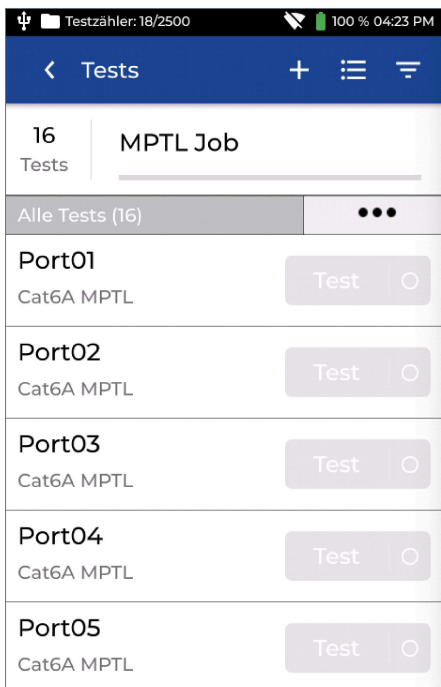 Testzähler: 18/2500 100 % 04:23 PM
Tests
16
Tests
MPTL Job
Alle Tests (16)
Port01
Cat6A MPTL
Test
Port02
Cat6A MPTL
Test
Port03
Cat6A MPTL
Test
Port04
Cat6A MPTL
Test
Port05
Cat6A MPTL
Test